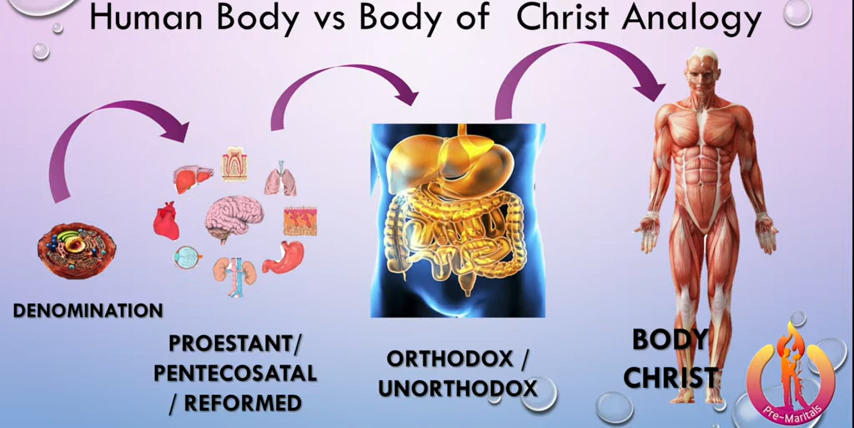 Human Body vs Body of Christ Analogy
DENOMINATION
PROESTANT/
PENTECOSATAL
/ REFORMED
ORTHODOX /
UNORTHODOX
BODY
CHRIST
Pre-Maritals